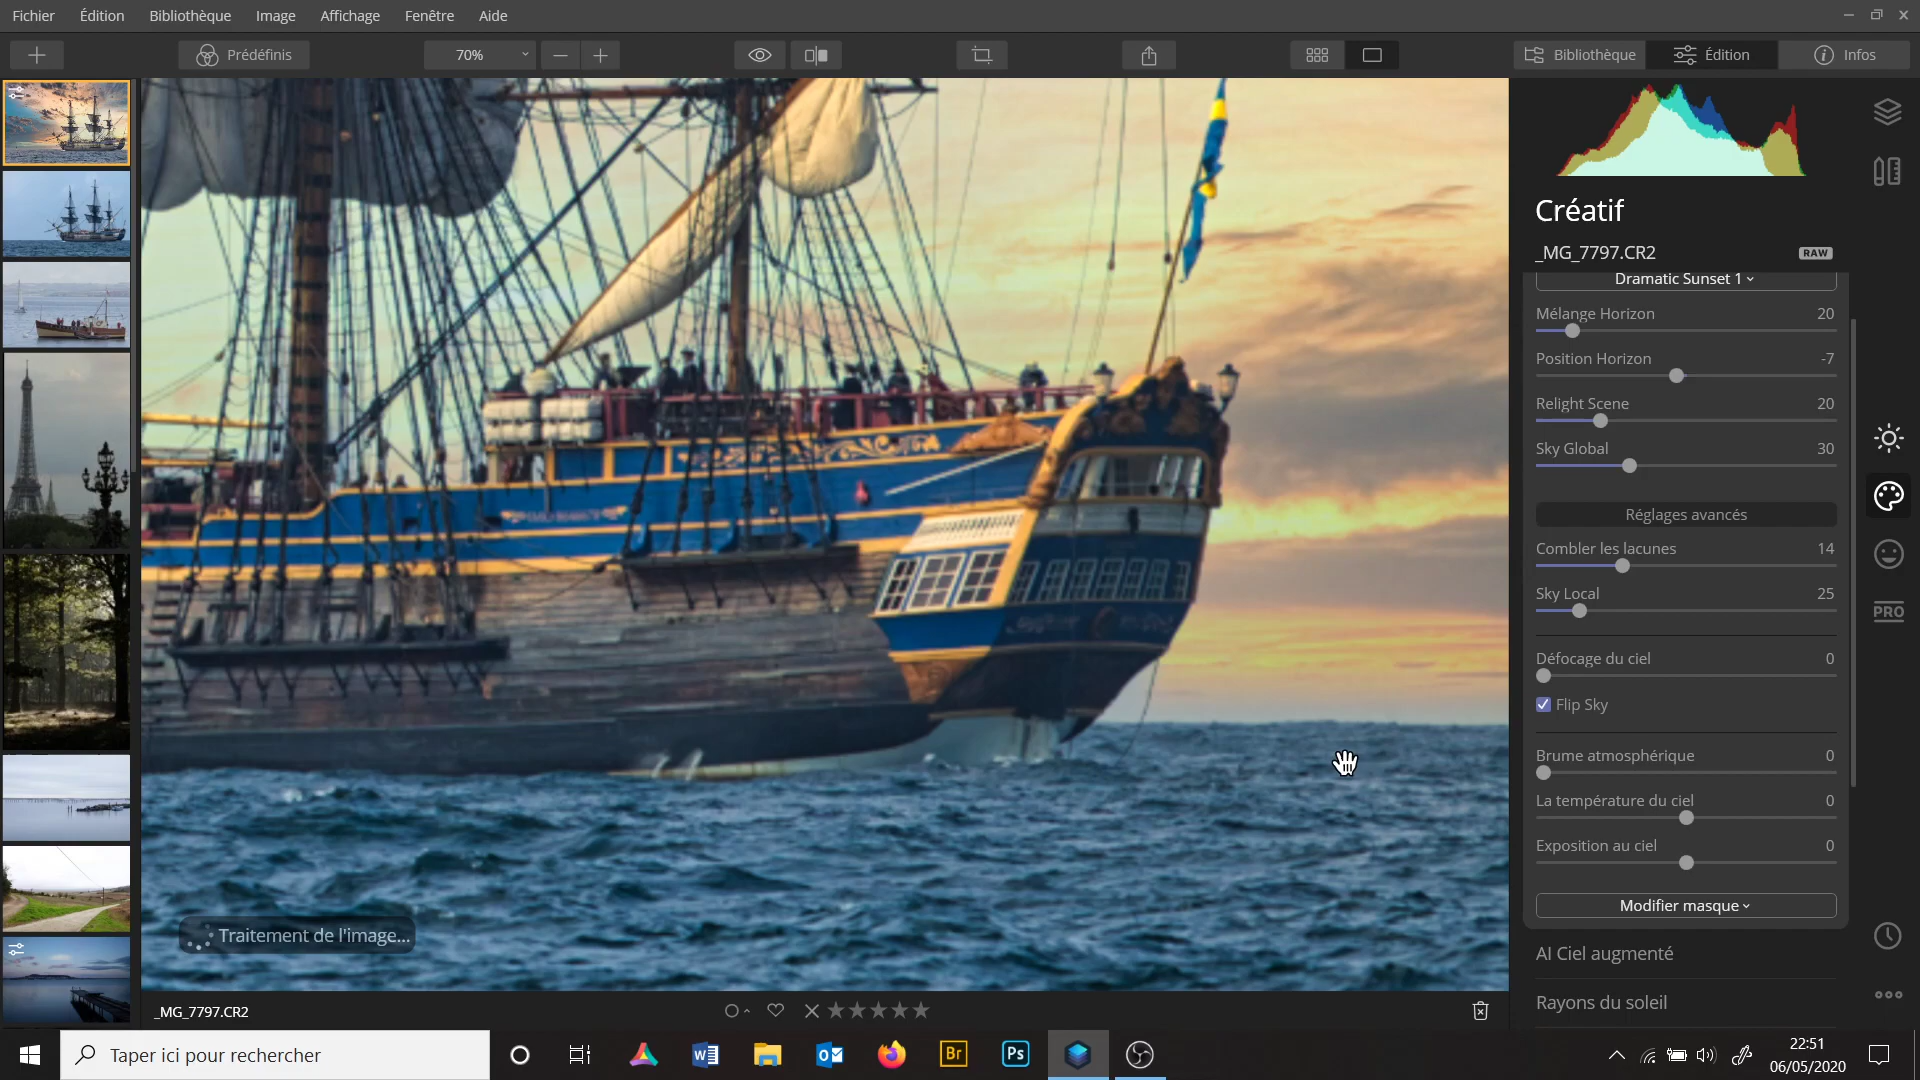 Fichier Édition Bibliothèque Image Affichage Fenêtre Aide
Prédéfinis 70% Bibliothèque Édition Infos
Créatif
_MG_7797.CR2 RAW
Dramatic Sunset 1
Mélange Horizon 20
Position Horizon -7
Relight Scene 20
Sky Global 30
Réglages avancés
Combler les lacunes 14
Sky Local 25
PRO
Défocage du ciel 0
Flip Sky
Brume atmosphérique 0
La température du ciel 0
Exposition au ciel 0
Modifier masque
Traitement de l'image...
AI Ciel augmenté
Rayons du soleil
_MG_7797.CR2
Taper ici pour rechercher
Br Ps
22:51
06/05/2020